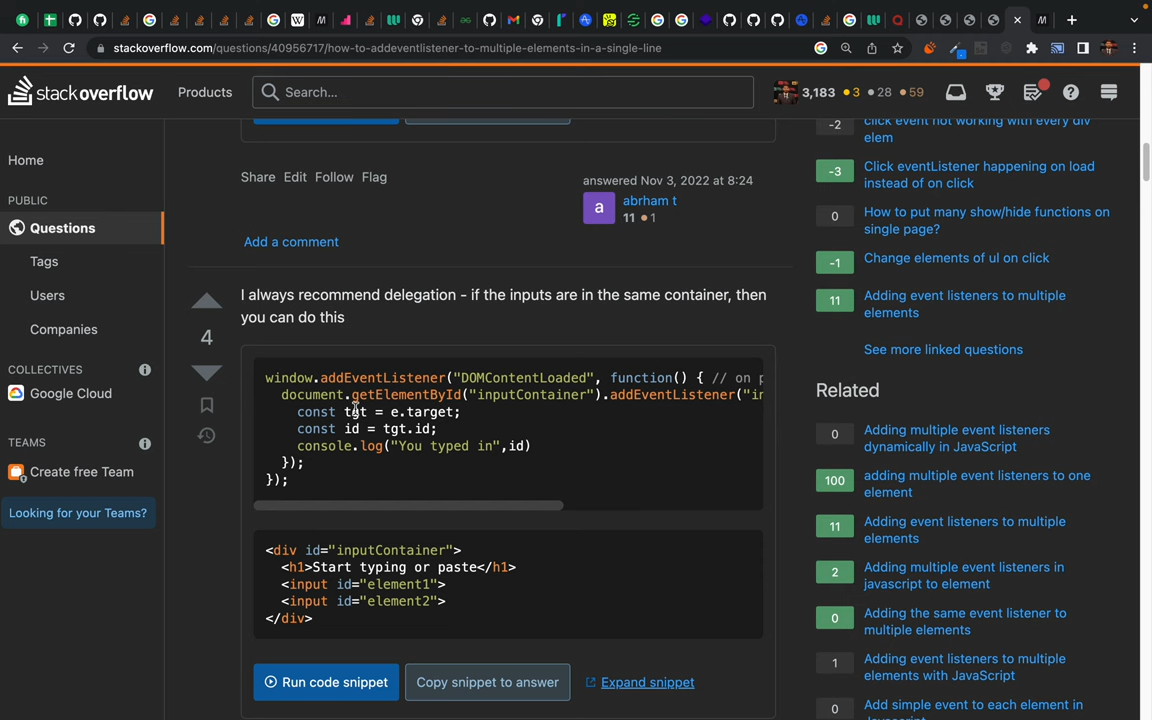 stackoverflow.com/questions/40956717/how-to-addeventlistener-to-multiple-elements-in-a-single-line
stackoverflow
Products
Search...
3,183 3 28 59
Home
PUBLIC
Questions
Tags
Users
Companies
COLLECTIVES
Google Cloud
TEAMS
Create free Team
Looking for your Teams?
Share Edit Follow Flag
answered Nov 3, 2022 at 8:24
a
abrham t
11 1
Add a comment
4
I always recommend delegation - if the inputs are in the same container, then
you can do this
window.addEventListener("DOMContentLoaded", function() { // on p
document.getElementById("inputContainer").addEventListener("in
const tgt = e.target;
const id = tgt.id;
console.log("You typed in",id)
});
});
<div id="inputContainer">
<h1>Start typing or paste</h1>
<input id="element1">
<input id="element2">
</div>
Run code snippet
Copy snippet to answer
Expand snippet
-2 click event not working with every div
elem
-3 Click eventListener happening on load
instead of on click
0 How to put many show/hide functions on
single page?
-1 Change elements of ul on click
11 Adding event listeners to multiple
elements
See more linked questions
Related
0 Adding multiple event listeners
dynamically in JavaScript
100 adding multiple event listeners to one
element
11 Adding event listeners to multiple
elements
2 Adding multiple event listeners in
javascript to element
0 Adding the same event listener to
multiple elements
1 Adding event listeners to multiple
elements with JavaScript
0 Add simple event to each element in